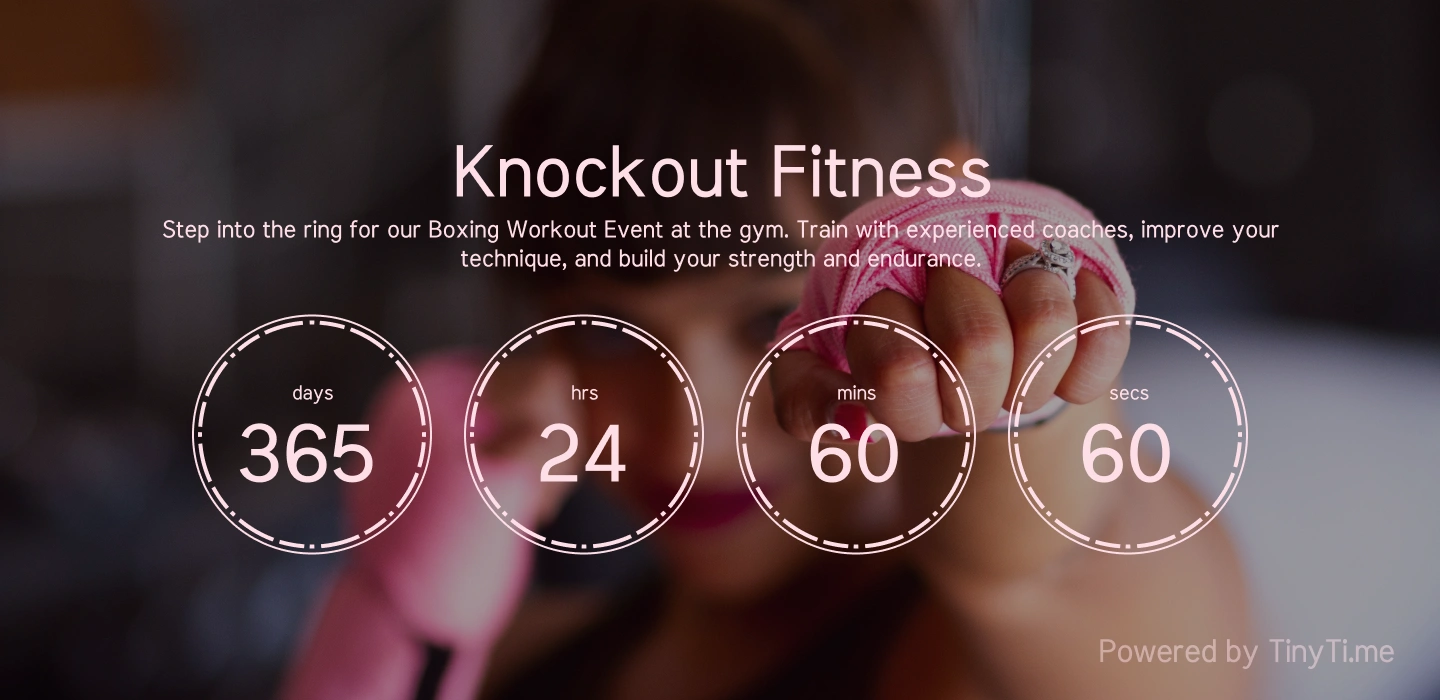 Knockout Fitness
Step into the ring for our Boxing Workout Event at the gym. Train with experienced coaches, improve your
technique, and build your strength and endurance.
days
365
hrs
24
mins
60
secs
60
Powered by TinyTi.me